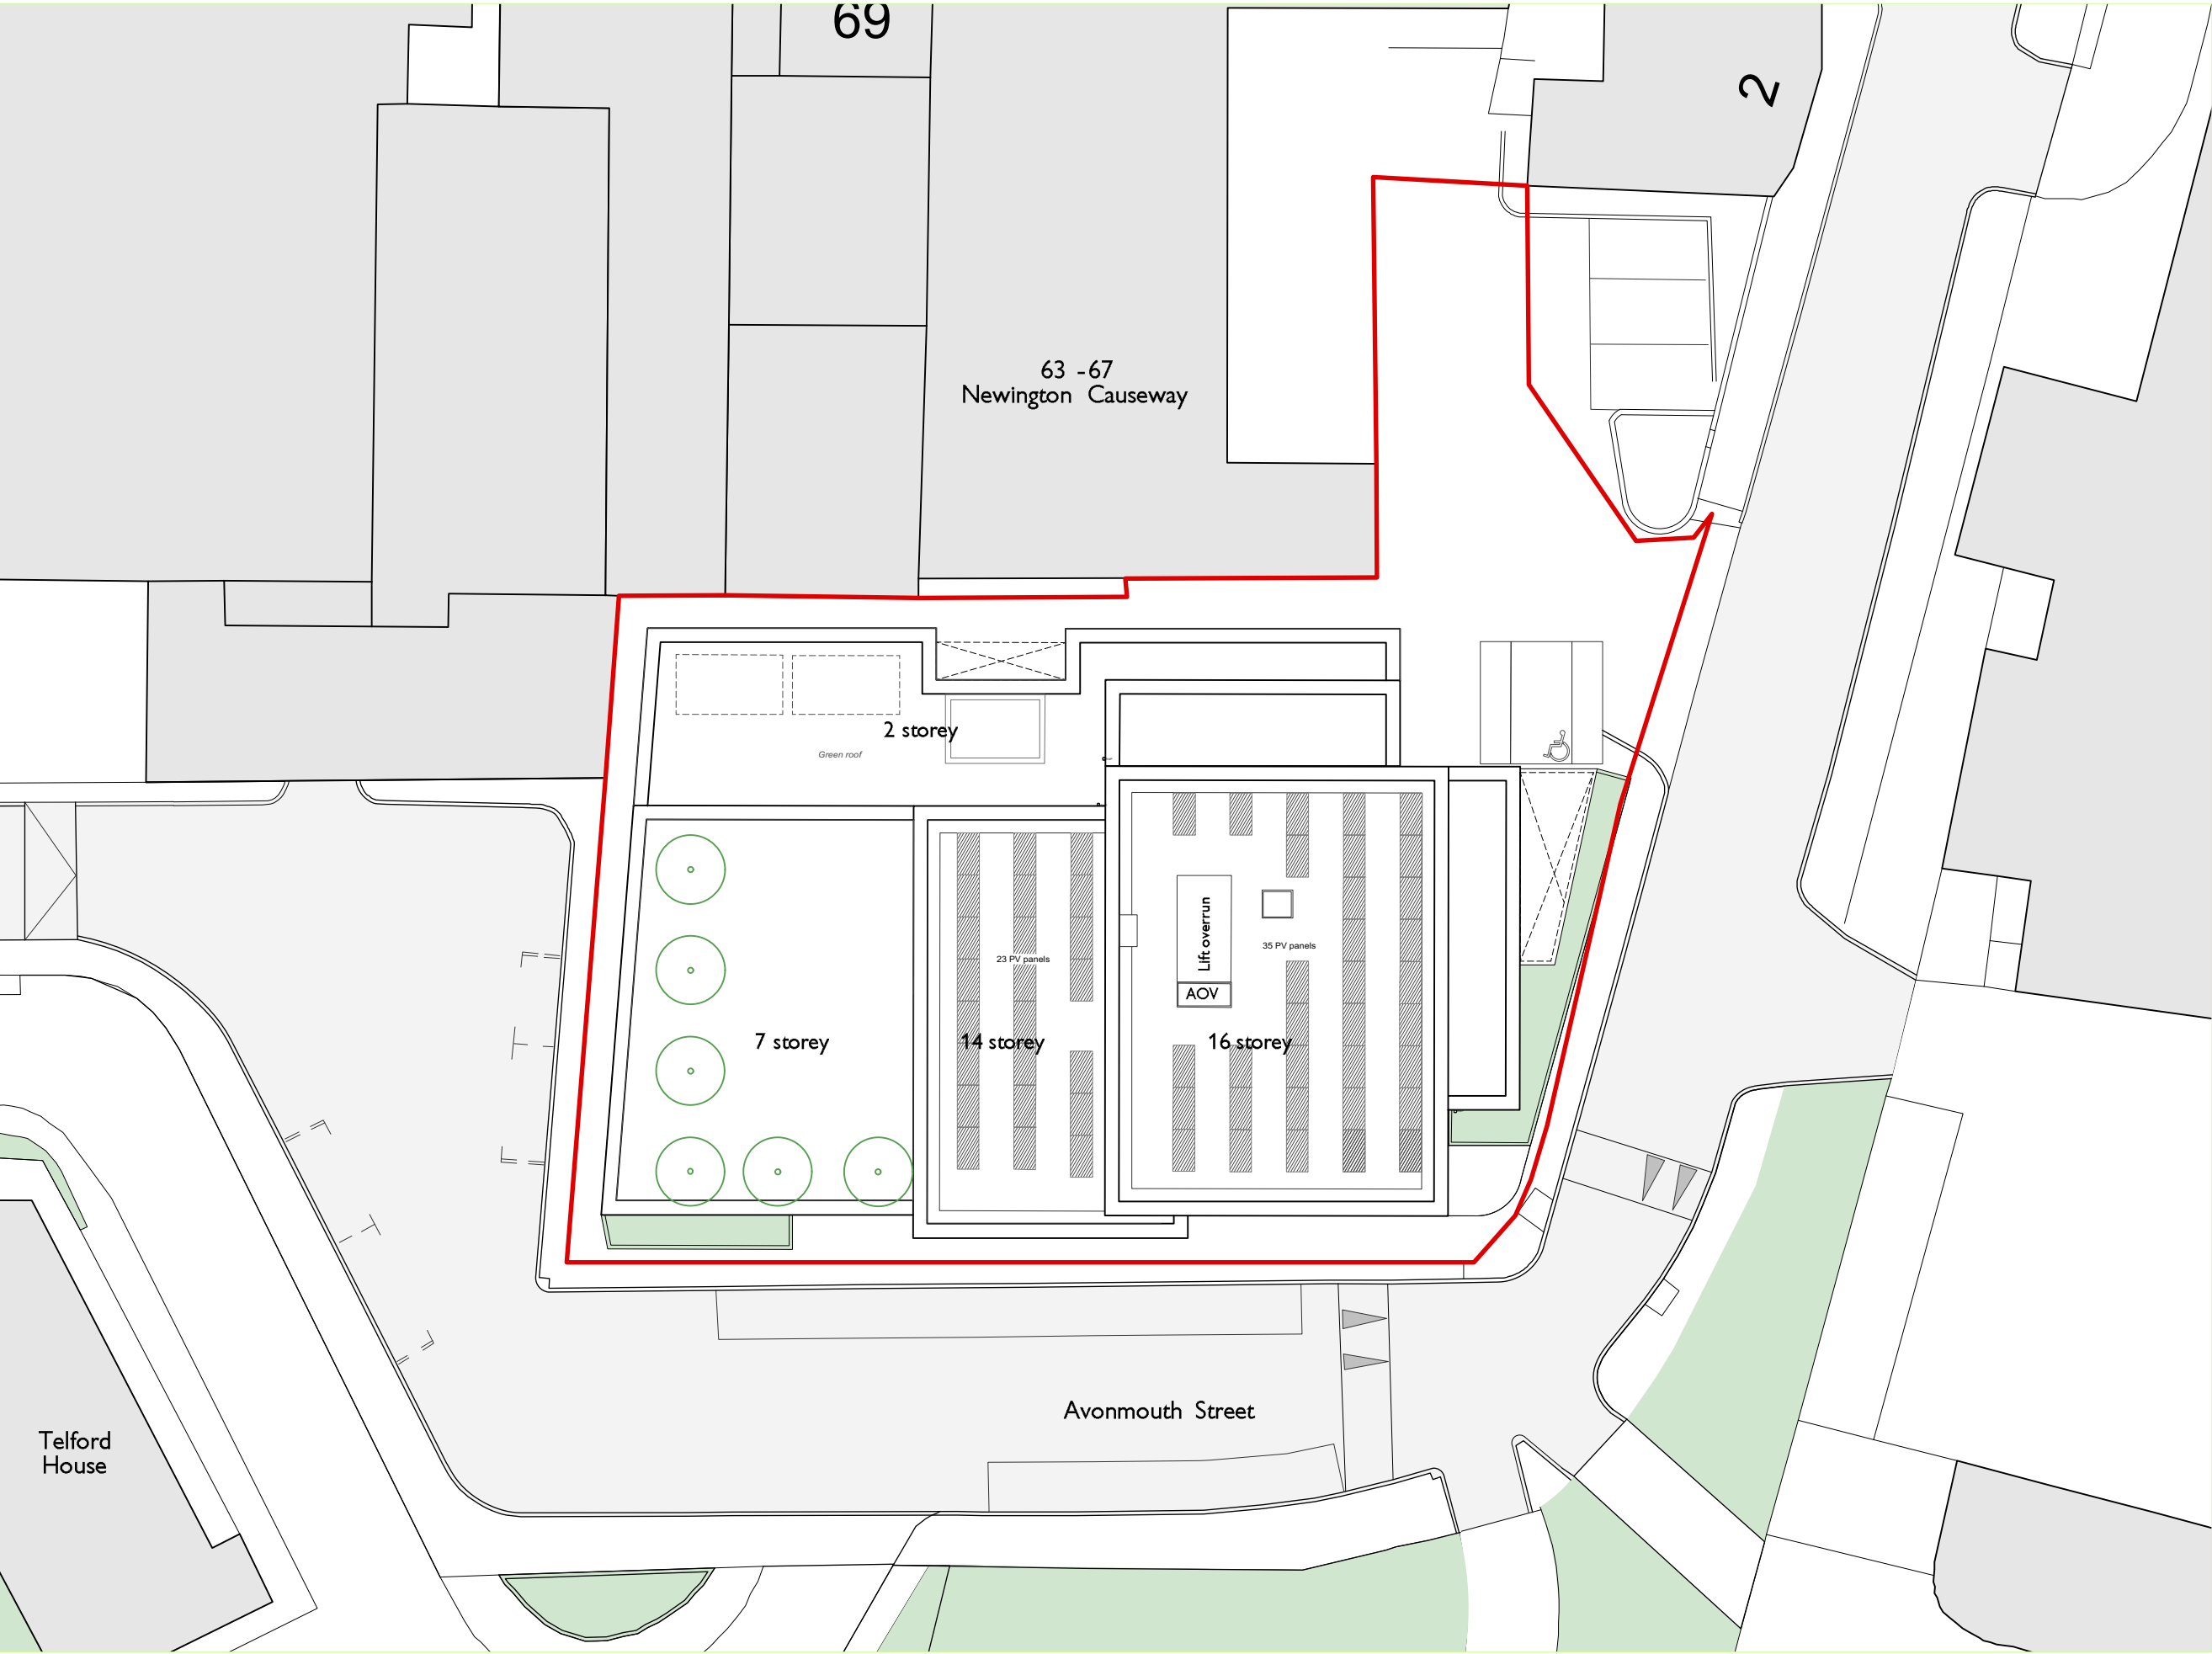 69
2
63 - 67
Newington Causeway
2 storey
Green roof
Lift overrun
35 PV panels
23 PV panels
AOV
7 storey
14 storey
16 storey
Avonmouth Street
Telford
House